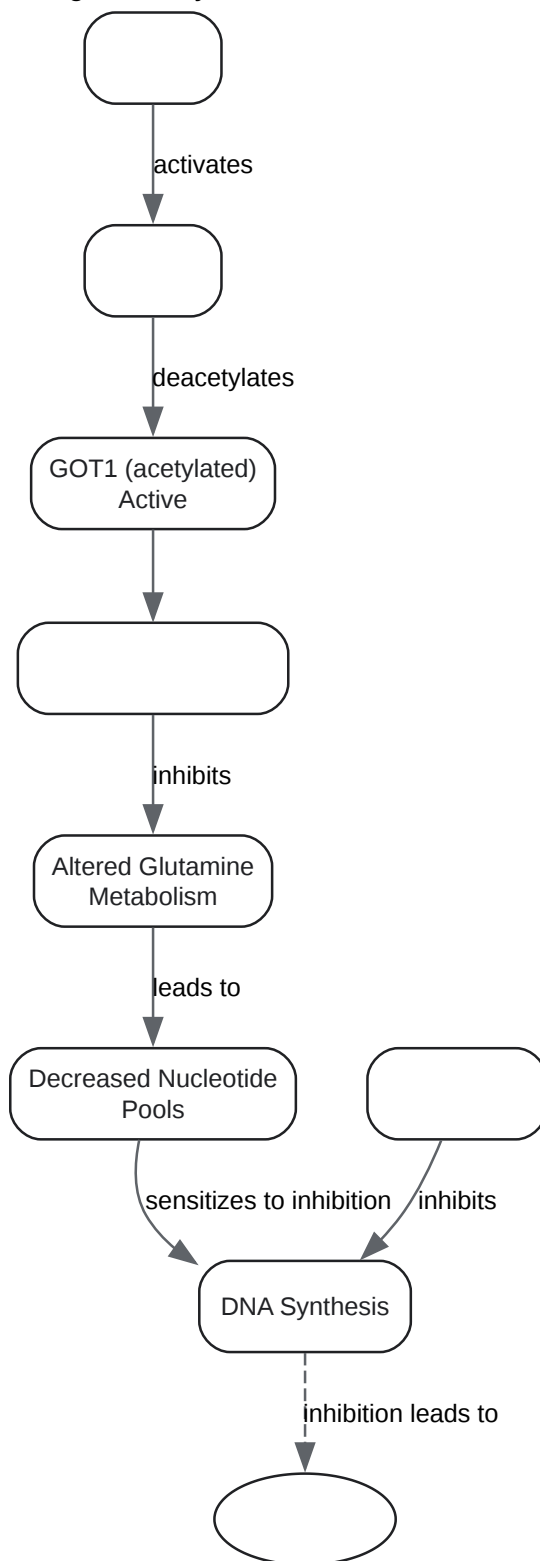 activates
deacetylates
GOT1 (acetylated)
Active
inhibits
Altered Glutamine
Metabolism
leads to
Decreased Nucleotide
Pools
sensitizes to inhibition
inhibits
DNA Synthesis
inhibition leads to